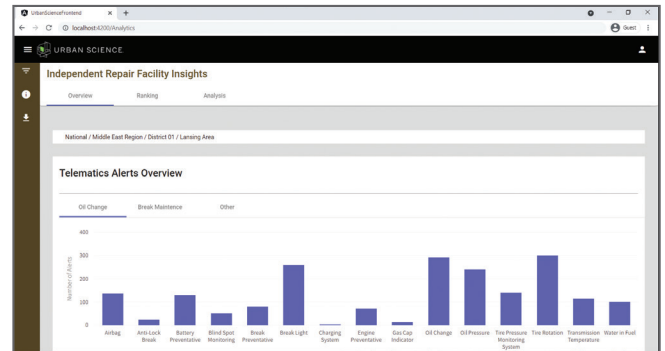 UrbanScienceFrontend
localhost:4200/Analytics
Guest
URBAN SCIENCE
Independent Repair Facility Insights
Overview Ranking Analysis
National / Middle East Region / District 01 / Lansing Area
Telematics Alerts Overview
Oil Change Break Maintence Other
Number of Alerts
400
300
200
100
0
Airbag Anti-Lock Battery Blind Spot Break Break Light Charging Engine Gas Cap Oil Change Oil Pressure Tire Pressure Tire Rotation Transmission Water in Fuel
Break Preventative Monitoring Preventative System Preventative Indicator Monitoring Temperature
System